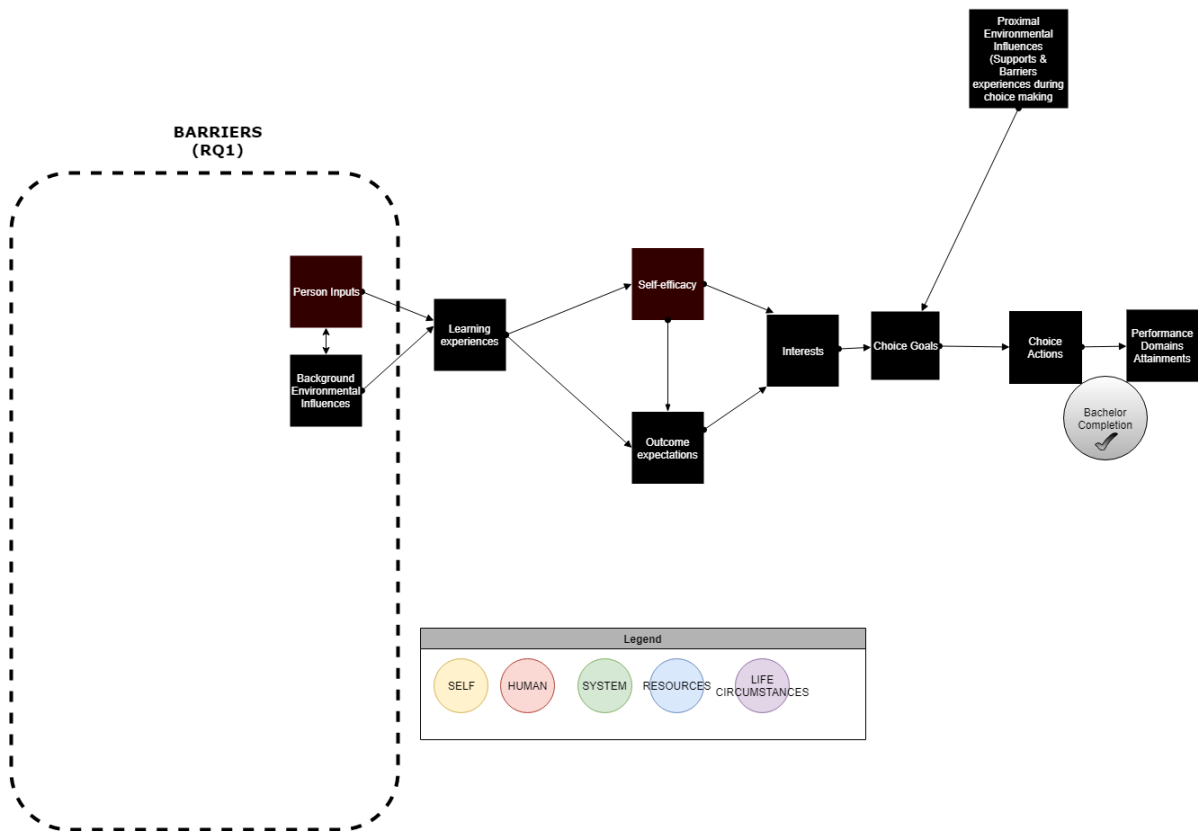 Proximal
Environmental
Influences
(Supports &
Barriers
experiences during
choice making
BARRIERS
(RQ1)
Person Inputs
Background
Environmental
Influences
Learning
experiences
Self-efficacy
Outcome
expectations
Interests
Choice Goals
Choice
Actions
Performance
Domains
Attainments
Bachelor
Completion
Legend
SELF
HUMAN
SYSTEM
RESOURCES
LIFE
CIRCUMSTANCES